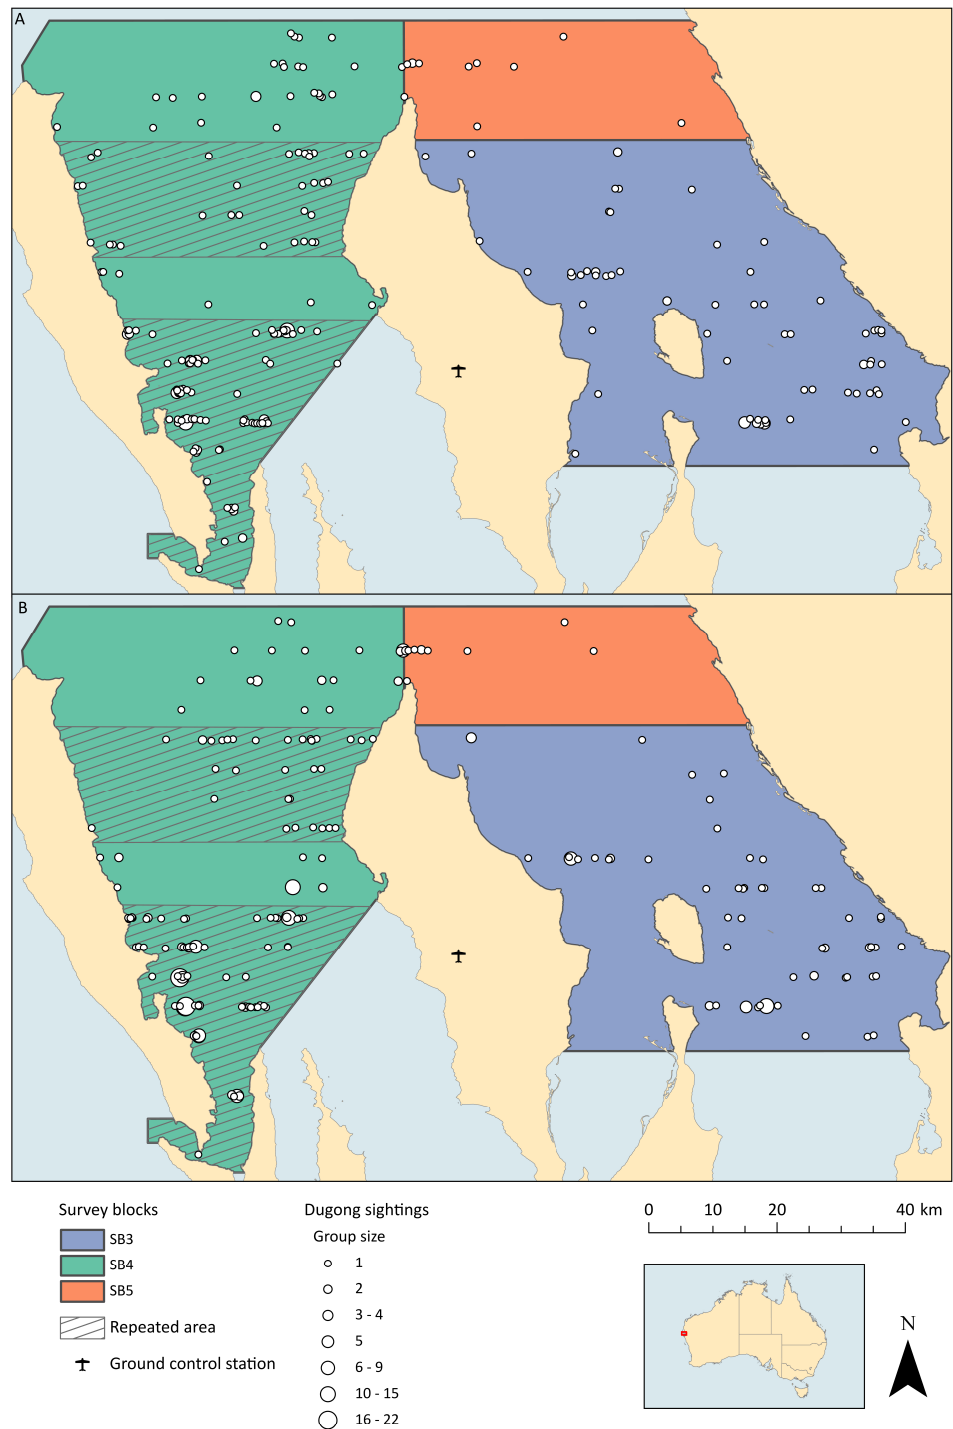 A
B
Survey blocks
SB3
SB4
SB5
Repeated area
Ground control station
Dugong sightings
Group size
1
2
3 - 4
5
6 - 9
10 - 15
16 - 22
0 10 20 40 km
N